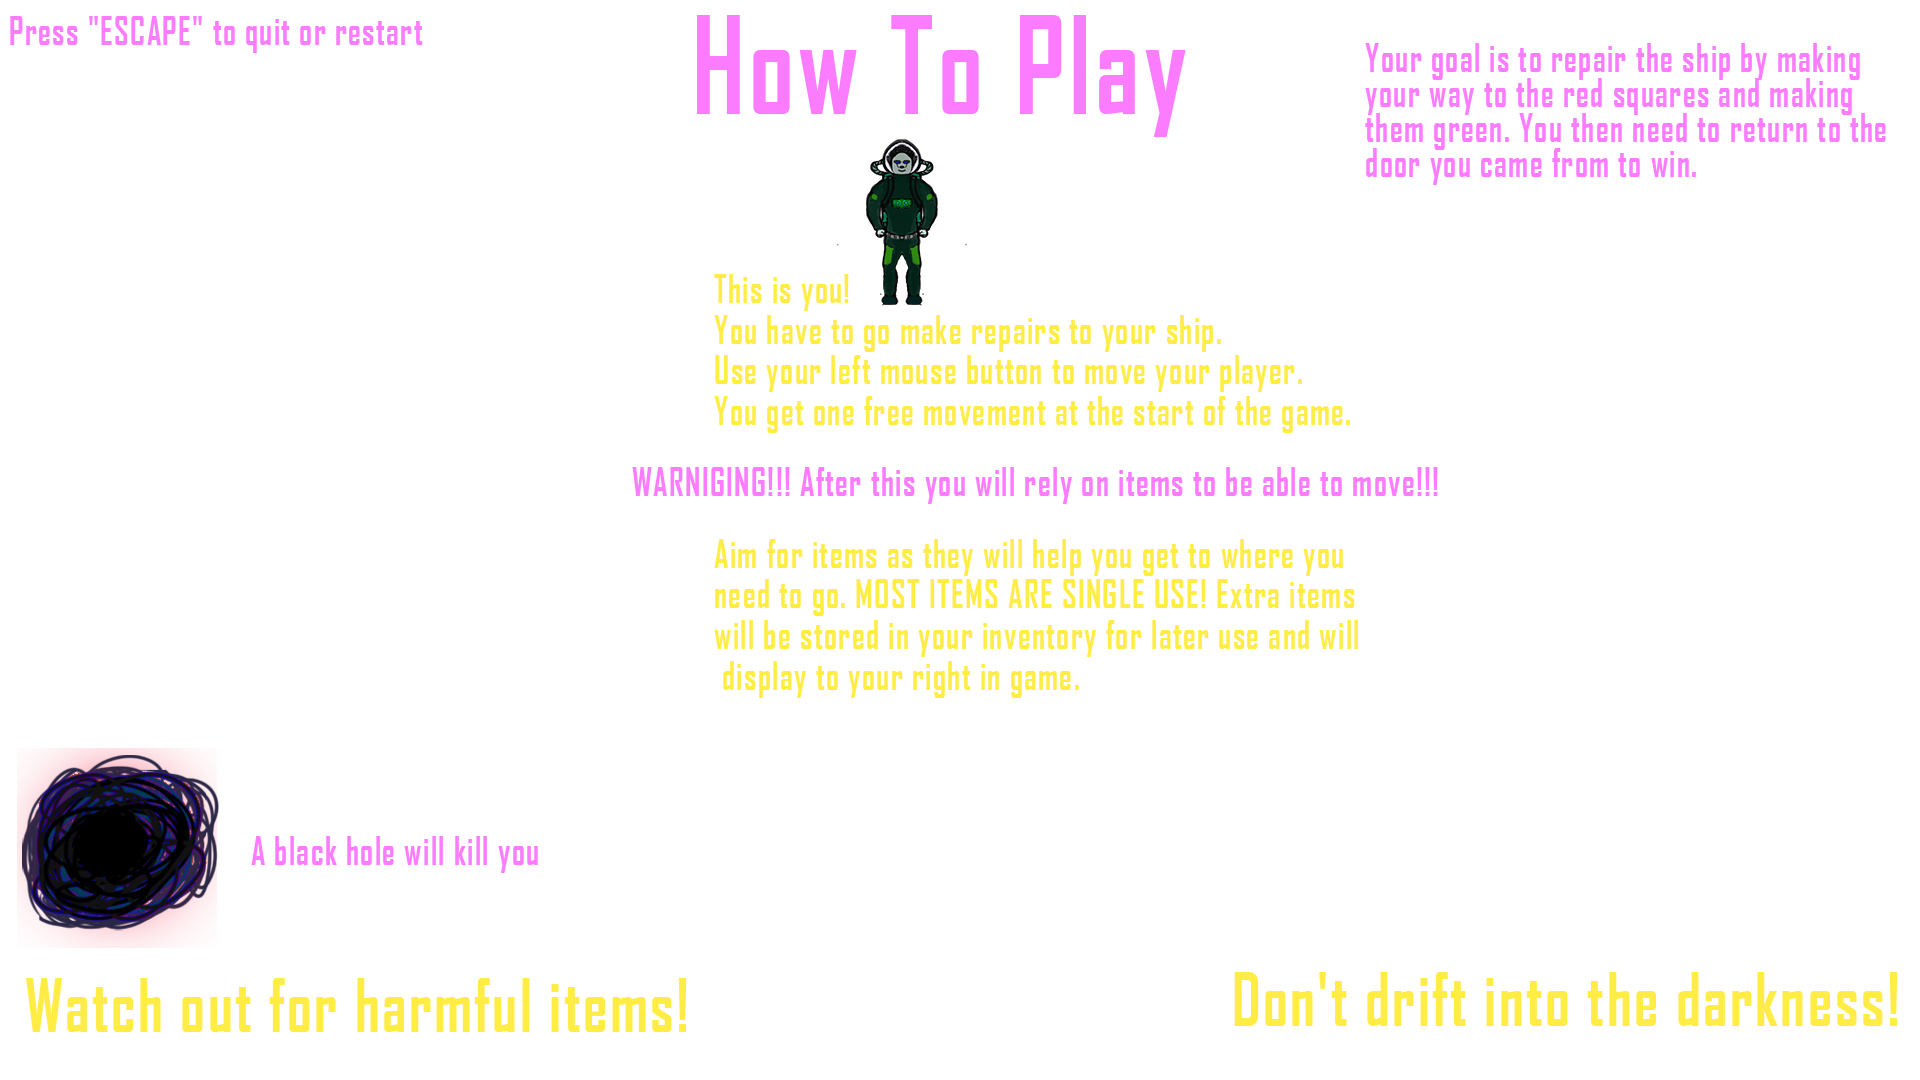 Press "ESCAPE" to quit or restart
How To Play
Your goal is to repair the ship by making
your way to the red squares and making
them green. You then need to return to the
door you came from to win.
This is you!
You have to go make repairs to your ship.
Use your left mouse button to move your player.
You get one free movement at the start of the game.
WARNIGING!!! After this you will rely on items to be able to move!!!
Aim for items as they will help you get to where you
need to go. MOST ITEMS ARE SINGLE USE! Extra items
will be stored in your inventory for later use and will
display to your right in game.
A black hole will kill you
Watch out for harmful items!
Don't drift into the darkness!